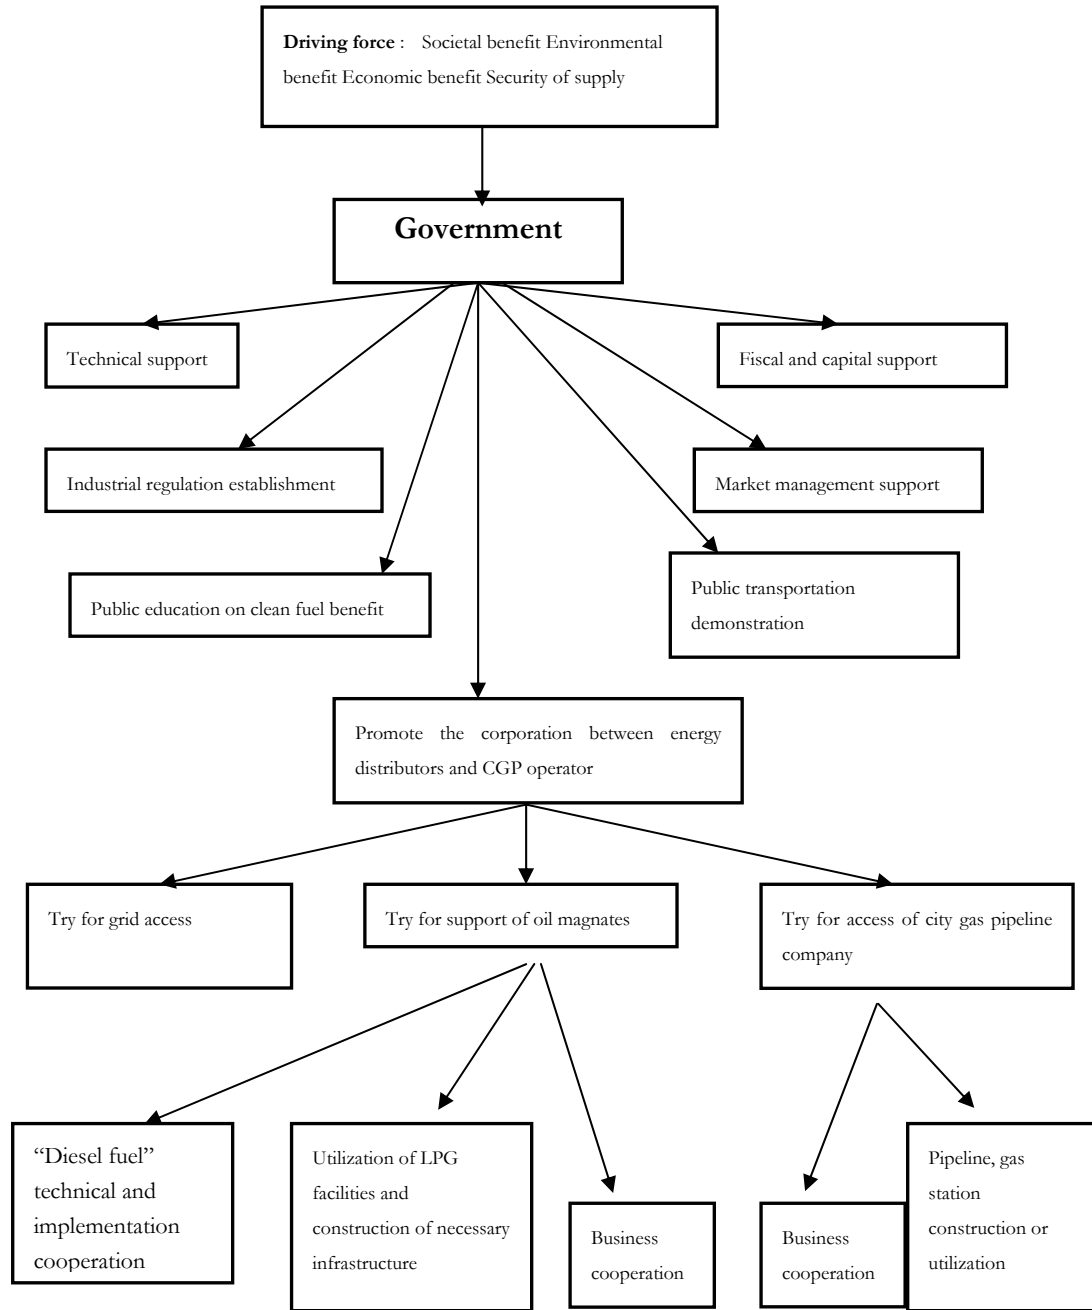 Driving force : Societal benefit Environmental
benefit Economic benefit Security of supply
Government
Technical support
Fiscal and capital support
Industrial regulation establishment
Market management support
Public education on clean fuel benefit
Public transportation
demonstration
Promote the corporation between energy
distributors and CGP operator
Try for grid access
Try for support of oil magnates
Try for access of city gas pipeline
company
“Diesel fuel”
technical and
implementation
cooperation
Utilization of LPG
facilities and
construction of necessary
infrastructure
Business
cooperation
Business
cooperation
Pipeline, gas
station
construction or
utilization